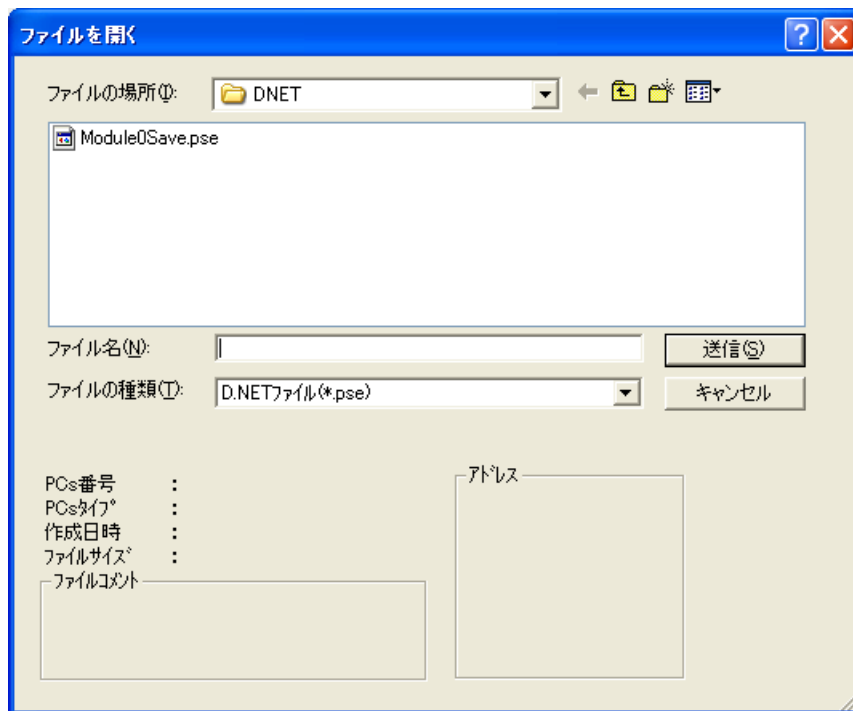 ファイルを開く
ファイルの場所(I):
DNET
Module0Save.pse
ファイル名(N):
送信(S)
ファイルの種類(T):
D.NETファイル(*.pse)
キャンセル
PCs番号 :
PCsタイプ :
作成日時 :
ファイルサイズ :
ファイルコメント
アドレス